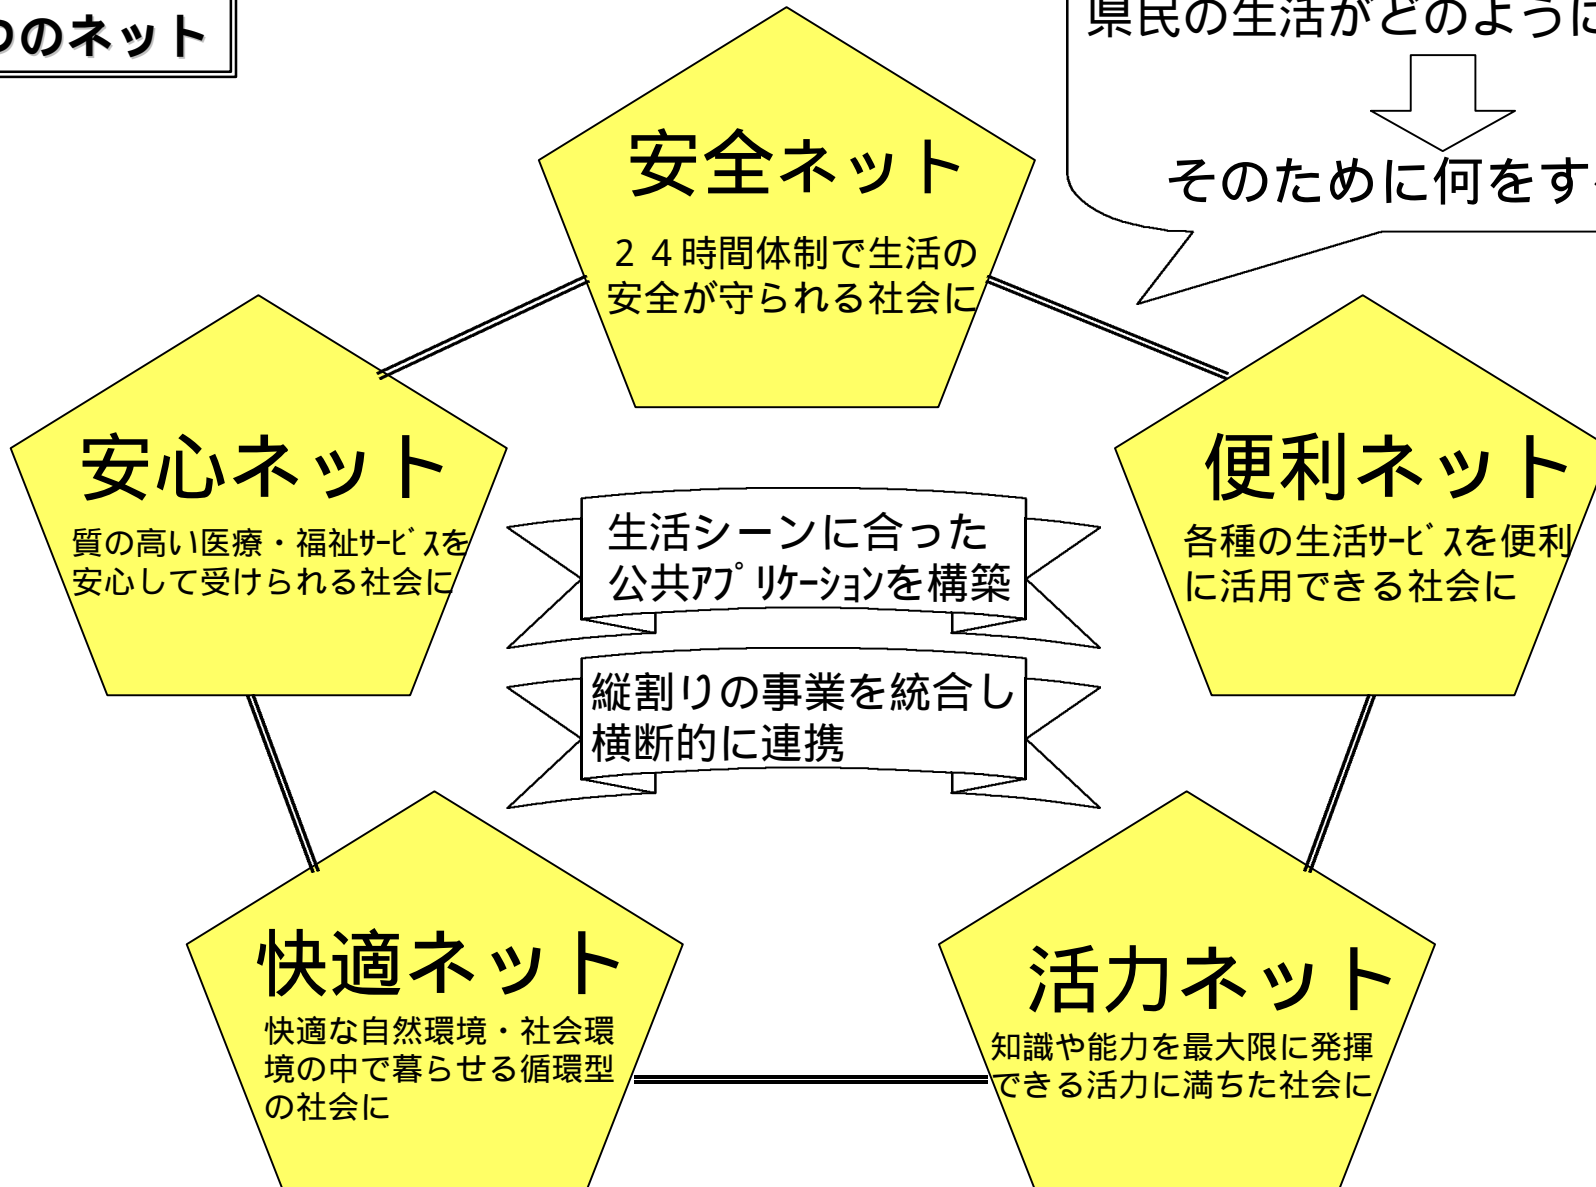 つのネット
県民の生活がどのように
そのために何をす
安全ネット
２４時間体制で生活の
安全が守られる社会に
安心ネット
質の高い医療・福祉ｻｰﾋﾞｽを
安心して受けられる社会に
便利ネット
各種の生活ｻｰﾋﾞｽを便利
に活用できる社会に
生活シーンに合った
公共ｱﾌﾟﾘｹｰｼｮﾝを構築
縦割りの事業を統合し
横断的に連携
快適ネット
快適な自然環境・社会環
境の中で暮らせる循環型
の社会に
活力ネット
知識や能力を最大限に発揮
できる活力に満ちた社会に